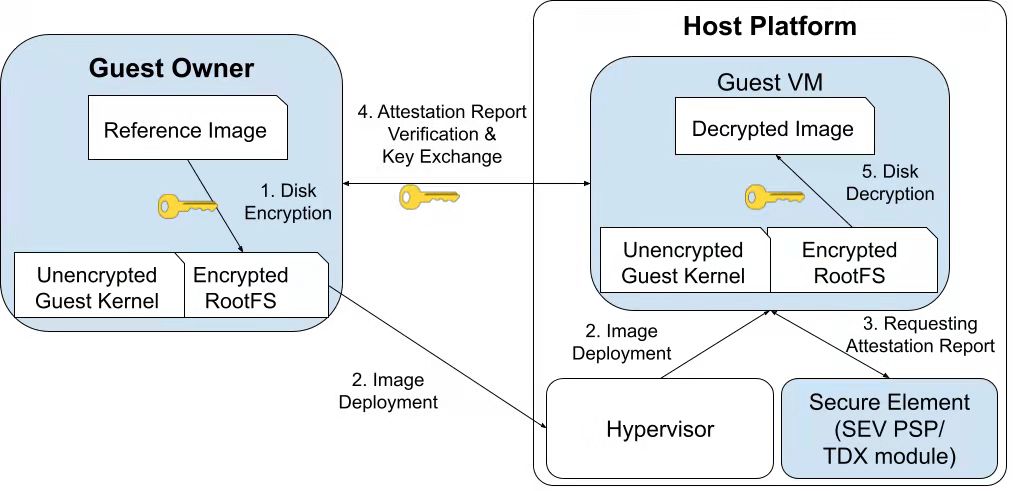 Guest Owner
Reference Image
1. Disk
Encryption
Unencrypted
Guest Kernel
Encrypted
RootFS
4. Attestation Report
Verification &
Key Exchange
2. Image
Deployment
Host Platform
Guest VM
Decrypted Image
5. Disk
Decryption
Unencrypted
Guest Kernel
Encrypted
RootFS
2. Image
Deployment
3. Requesting
Attestation Report
Hypervisor
Secure Element
(SEV PSP/
TDX module)